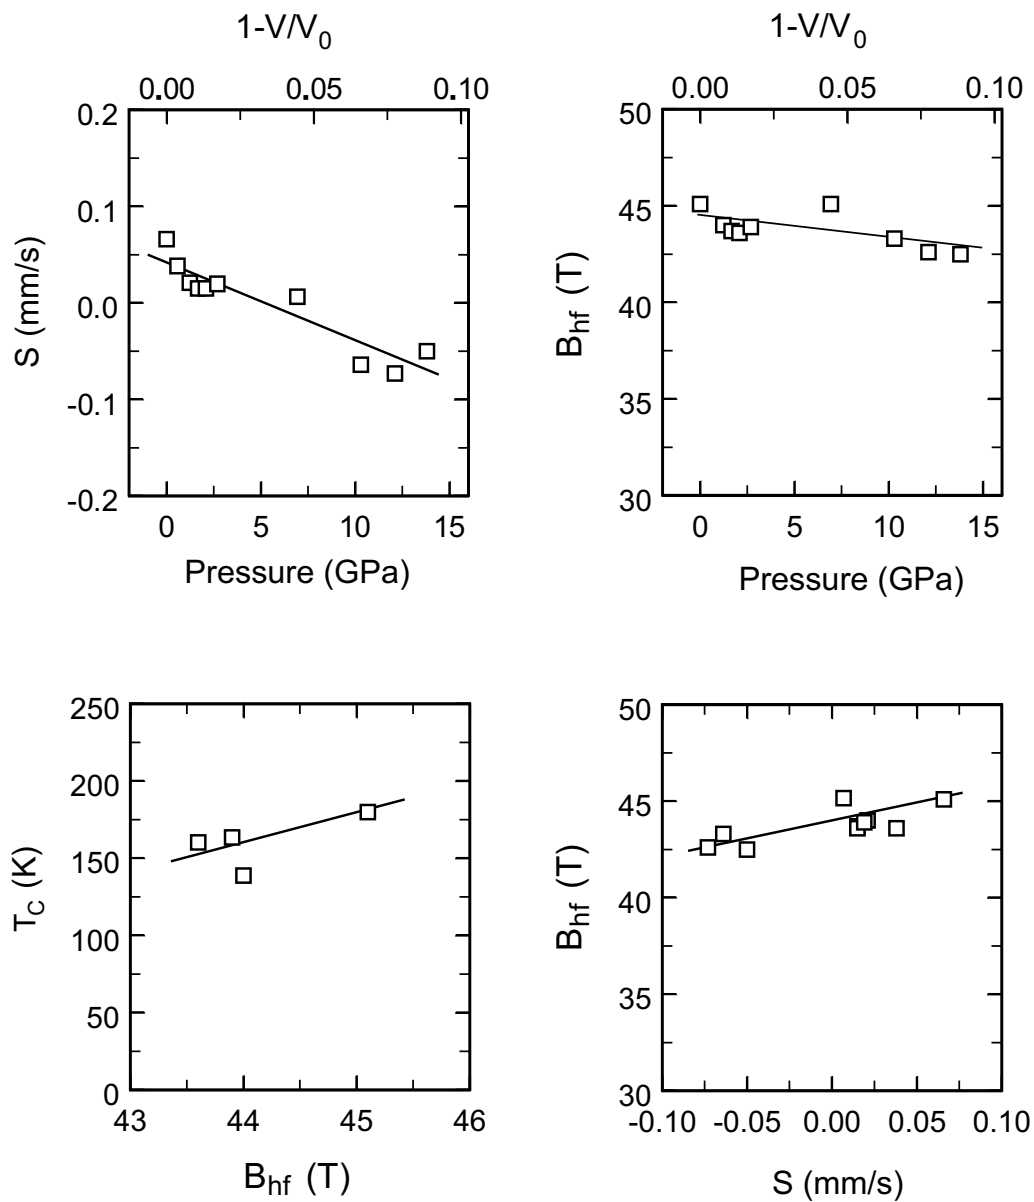 1-V/V0
0.00 0.05 0.10
0.2
0.1
0.0
-0.1
-0.2
S (mm/s)
0 5 10 15
Pressure (GPa)
1-V/V0
0.00 0.05 0.10
50
45
40
35
30
Bhf (T)
0 5 10 15
Pressure (GPa)
250
200
150
100
50
0
TC (K)
43 44 45 46
Bhf (T)
50
45
40
35
30
Bhf (T)
-0.10 -0.05 0.00 0.05 0.10
S (mm/s)